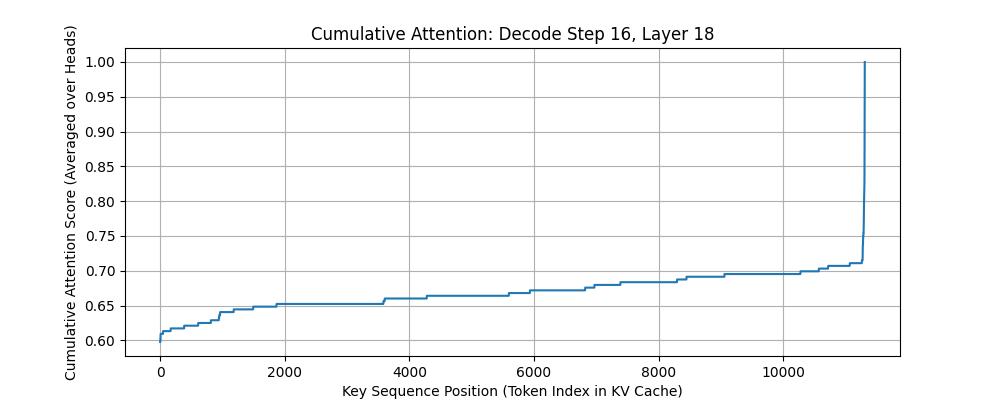 Cumulative Attention: Decode Step 16, Layer 18
Cumulative Attention Score (Averaged over Heads)
1.00
0.95
0.90
0.85
0.80
0.75
0.70
0.65
0.60
0 2000 4000 6000 8000 10000
Key Sequence Position (Token Index in KV Cache)